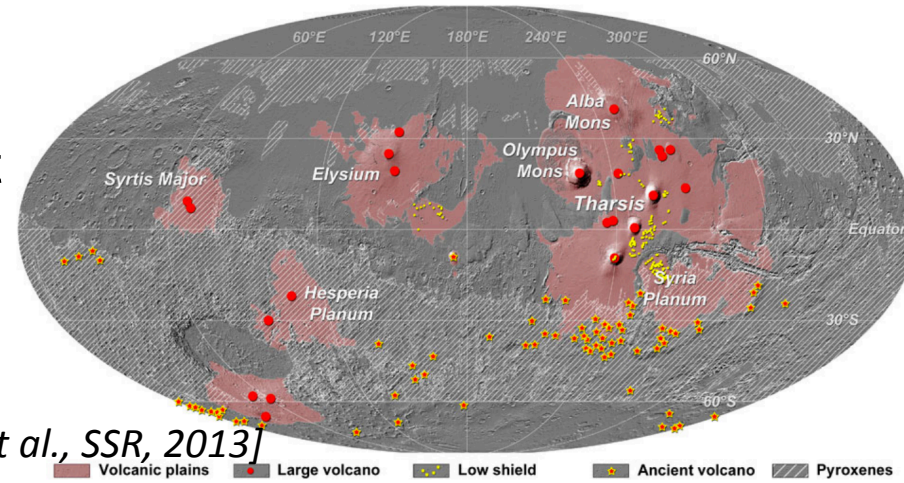 60°E 120°E 180°E 240°E 300°E
60°N
Alba
Mons
30°N
Olympus
Mons
Syrtis Major
Elysium
Tharsis
Equator
Syria
Planum
Hesperia
Planum
30°S
60°S
et al., SSR, 2013]
Volcanic plains Large volcano Low shield Ancient volcano Pyroxenes